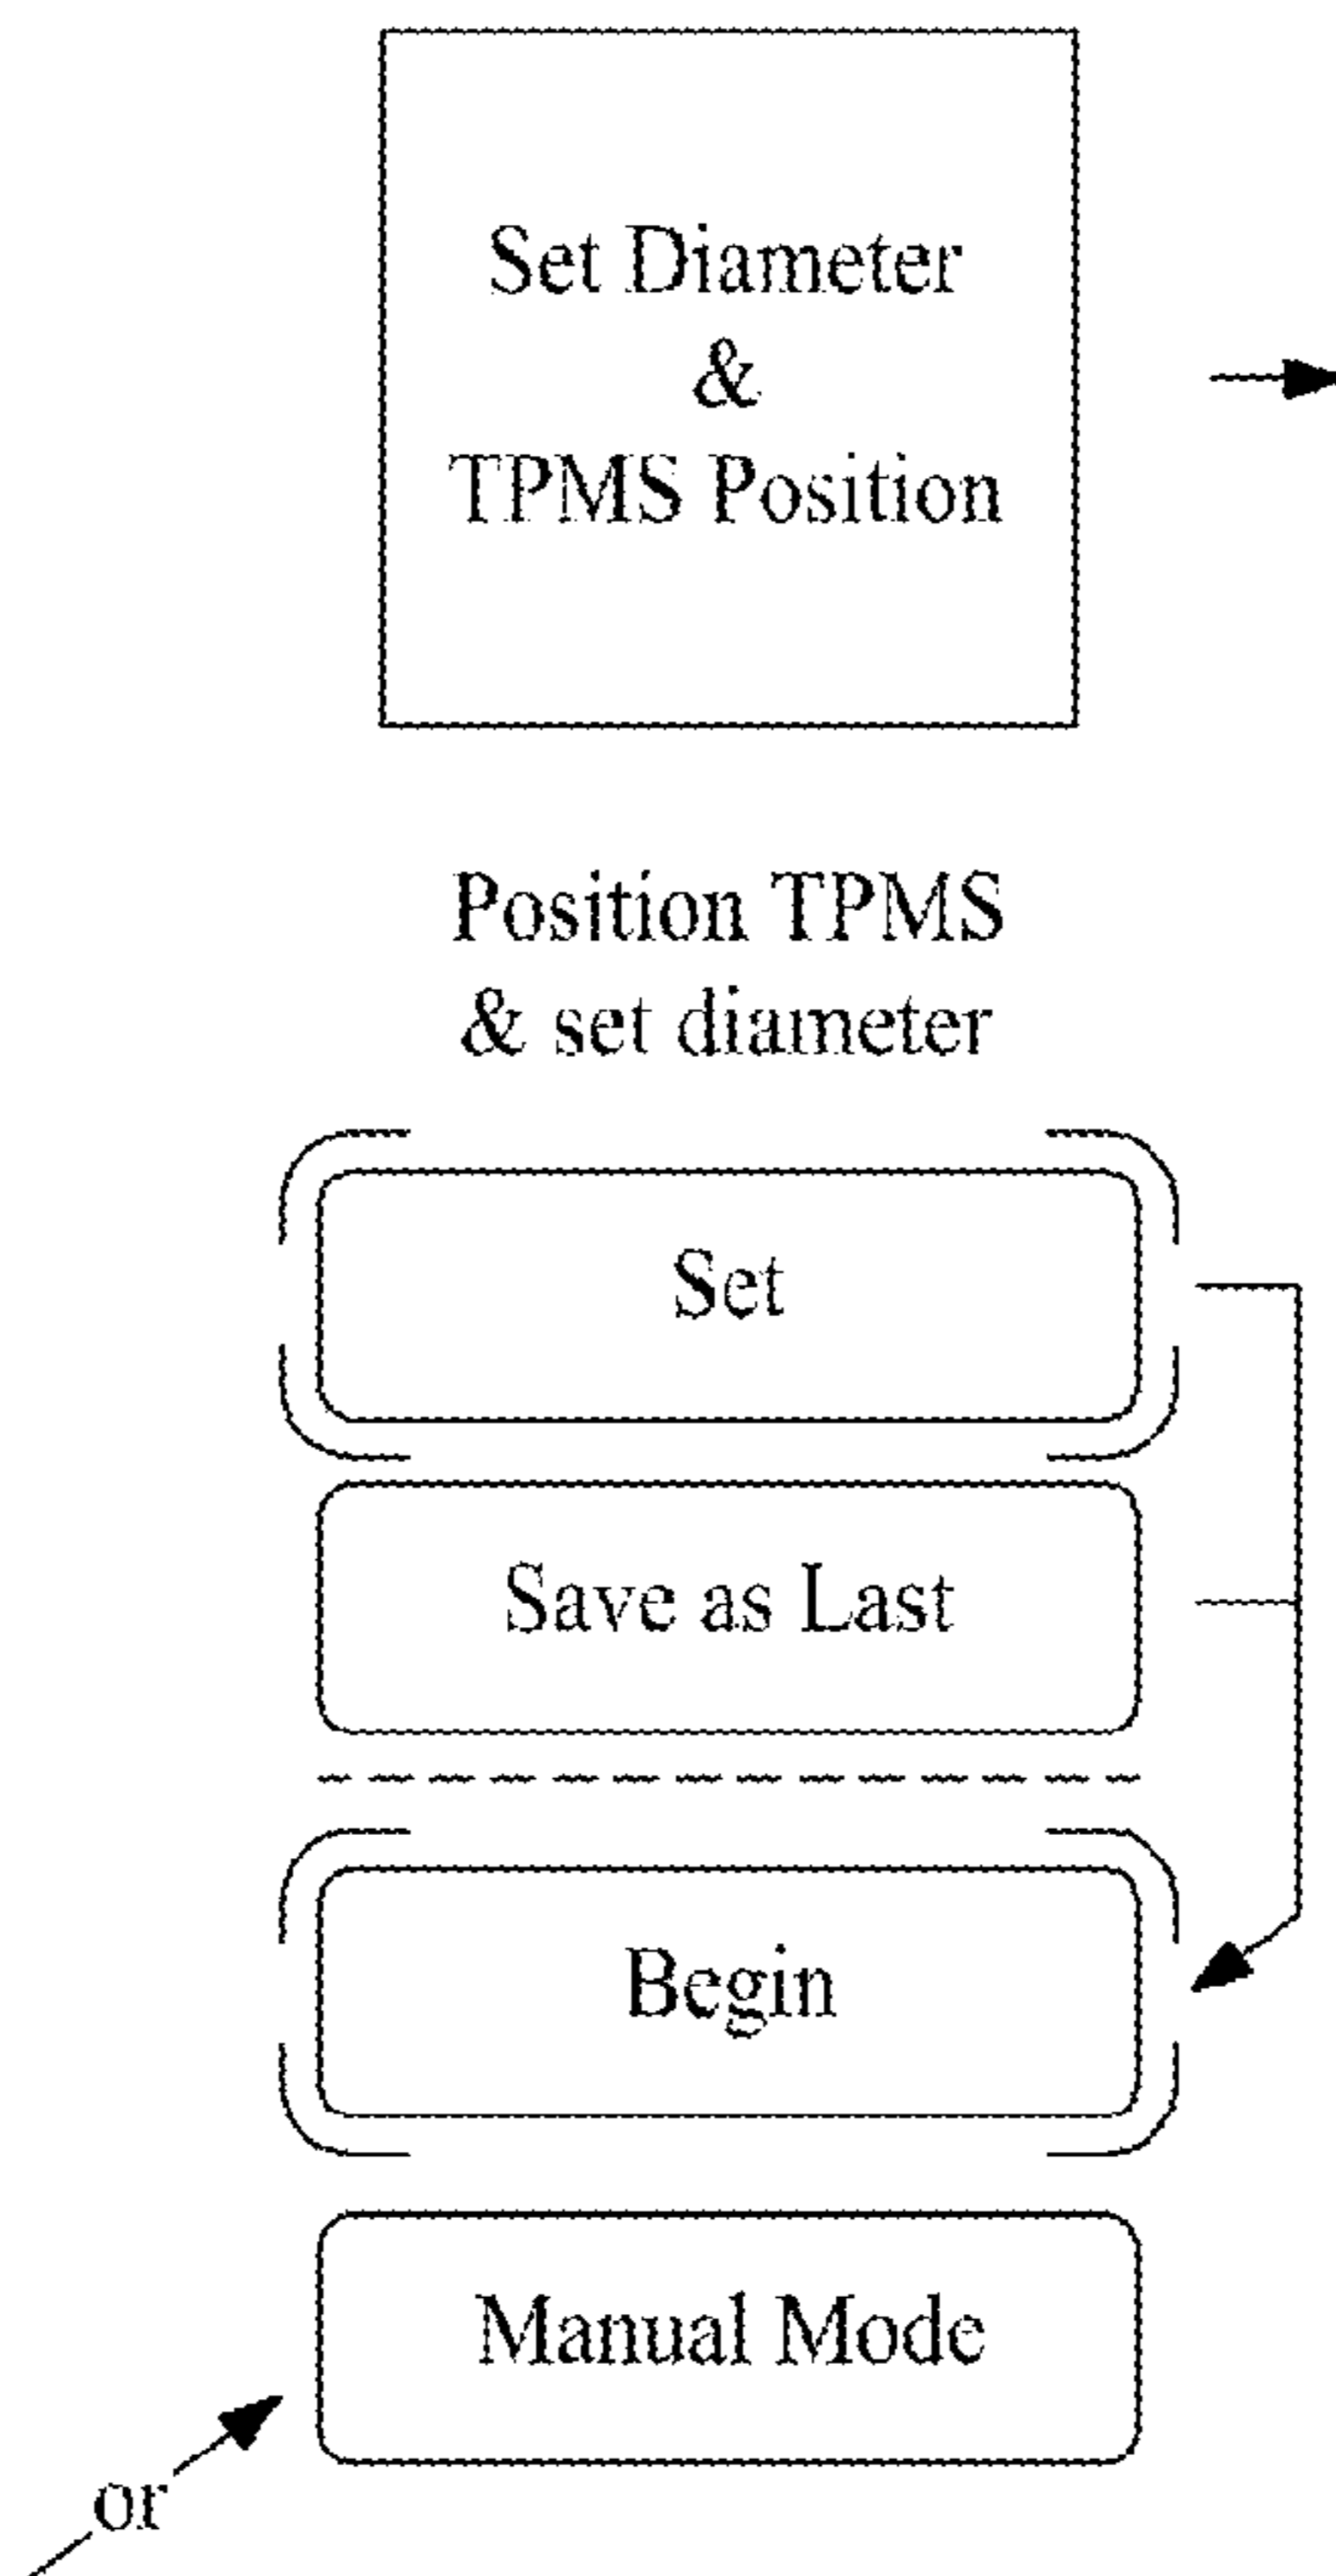 Set Diameter
&
TPMS Position
Position TPMS
& set diameter
Set
Save as Last
Begin
Manual Mode
or